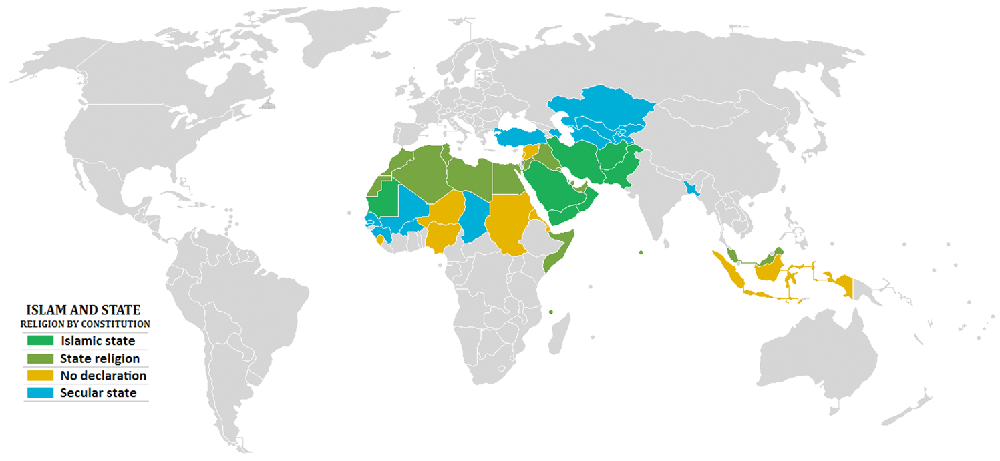 ISLAM AND STATE
RELIGION BY CONSTITUTION
Islamic state
State religion
No declaration
Secular state